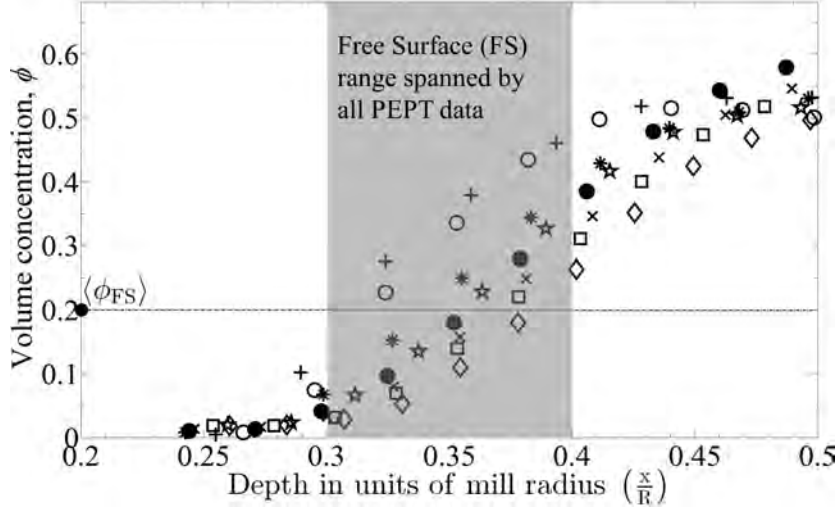 Volume concentration, ϕ
0.6
0.5
0.4
0.3
0.2
0.1
0
Free Surface (FS)
range spanned by
all PEPT data
⟨ϕFS⟩
0.2
0.25
0.3
0.35
0.4
0.45
0.5
Depth in units of mill radius (x/R)